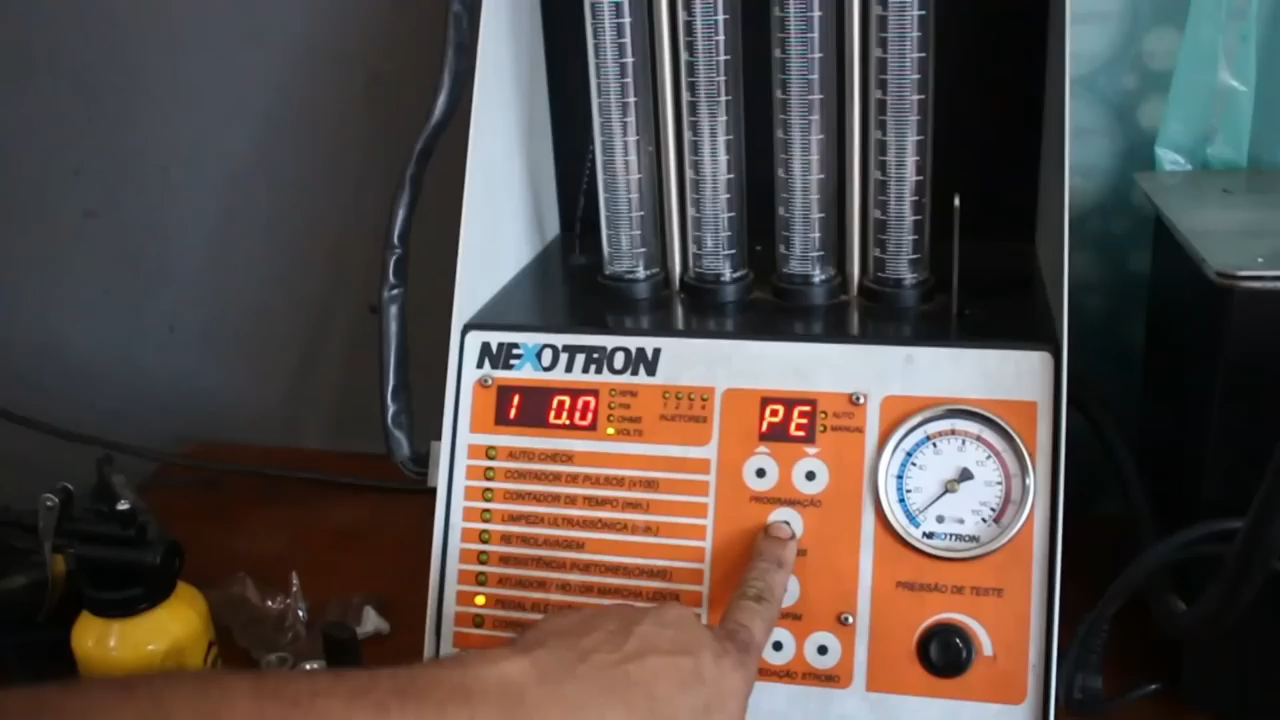 NEXOTRON
1 0.0
RPM
ms
OHMS
VOLTS
1 2 3 4
INJETORES
PE
AUTO
MANUAL
AUTO CHECK
CONTADOR DE PULSOS (x100)
CONTADOR DE TEMPO (min.)
LIMPEZA ULTRASSÔNICA (min.)
RETROLAVAGEM
RESISTÊNCIA INJETORES(OHMS)
ATUADOR / MOTOR MARCHA LENTA
PEDAL
PROGRAMAÇÃO
STROBO
NEXOTRON
PRESSÃO DE TESTE